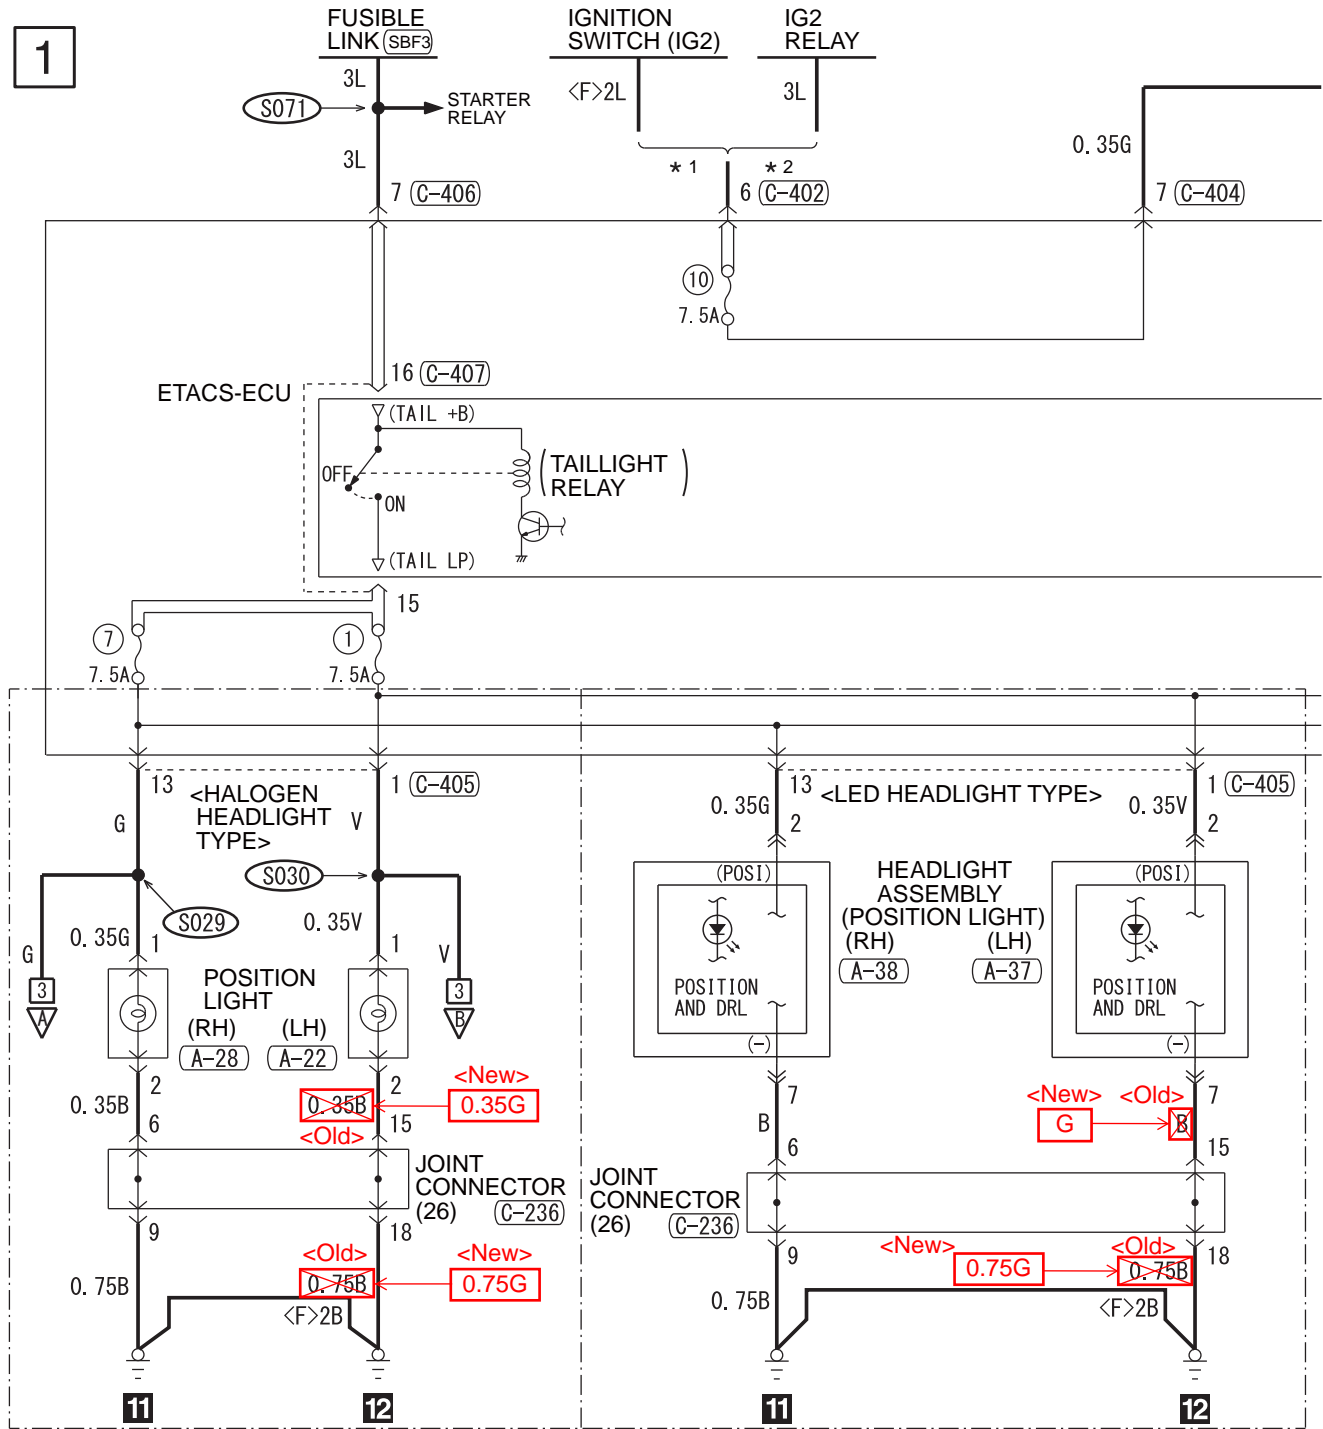 1
FUSIBLE
LINK (SBF3)
IGNITION
SWITCH (IG2)
IG2
RELAY
3L
<F>2L
3L
S071
STARTER
RELAY
0.35G
3L
* 1
* 2
7 C-406
6 C-402
7 C-404
10
7.5A
16 C-407
ETACS-ECU
(TAIL +B)
OFF
ON
(TAILLIGHT
RELAY)
(TAIL LP)
15
7
7.5A
1
7.5A
13
1 C-405
<HALOGEN
HEADLIGHT
TYPE>
G
V
S030
S029
0.35G
0.35V
1
1
G
V
3
A
3
B
POSITION
LIGHT
(RH)
(LH)
A-28
A-22
2
2
0.35B
0.35B
<New>
0.35G
<Old>
6
15
JOINT
CONNECTOR
(26) C-236
9
18
<Old>
<New>
0.75B
0.75B
0.75G
<F>2B
11
12
13
<LED HEADLIGHT TYPE>
1 C-405
0.35G
0.35V
2
2
(POSI)
(POSI)
HEADLIGHT
ASSEMBLY
(POSITION LIGHT)
(RH)
(LH)
A-38
A-37
POSITION
AND DRL
POSITION
AND DRL
(-)
(-)
7
7
<New>
<Old>
B
G
B
6
15
JOINT
CONNECTOR
(26) C-236
9
18
<New>
<Old>
0.75G
0.75B
0.75B
<F>2B
11
12